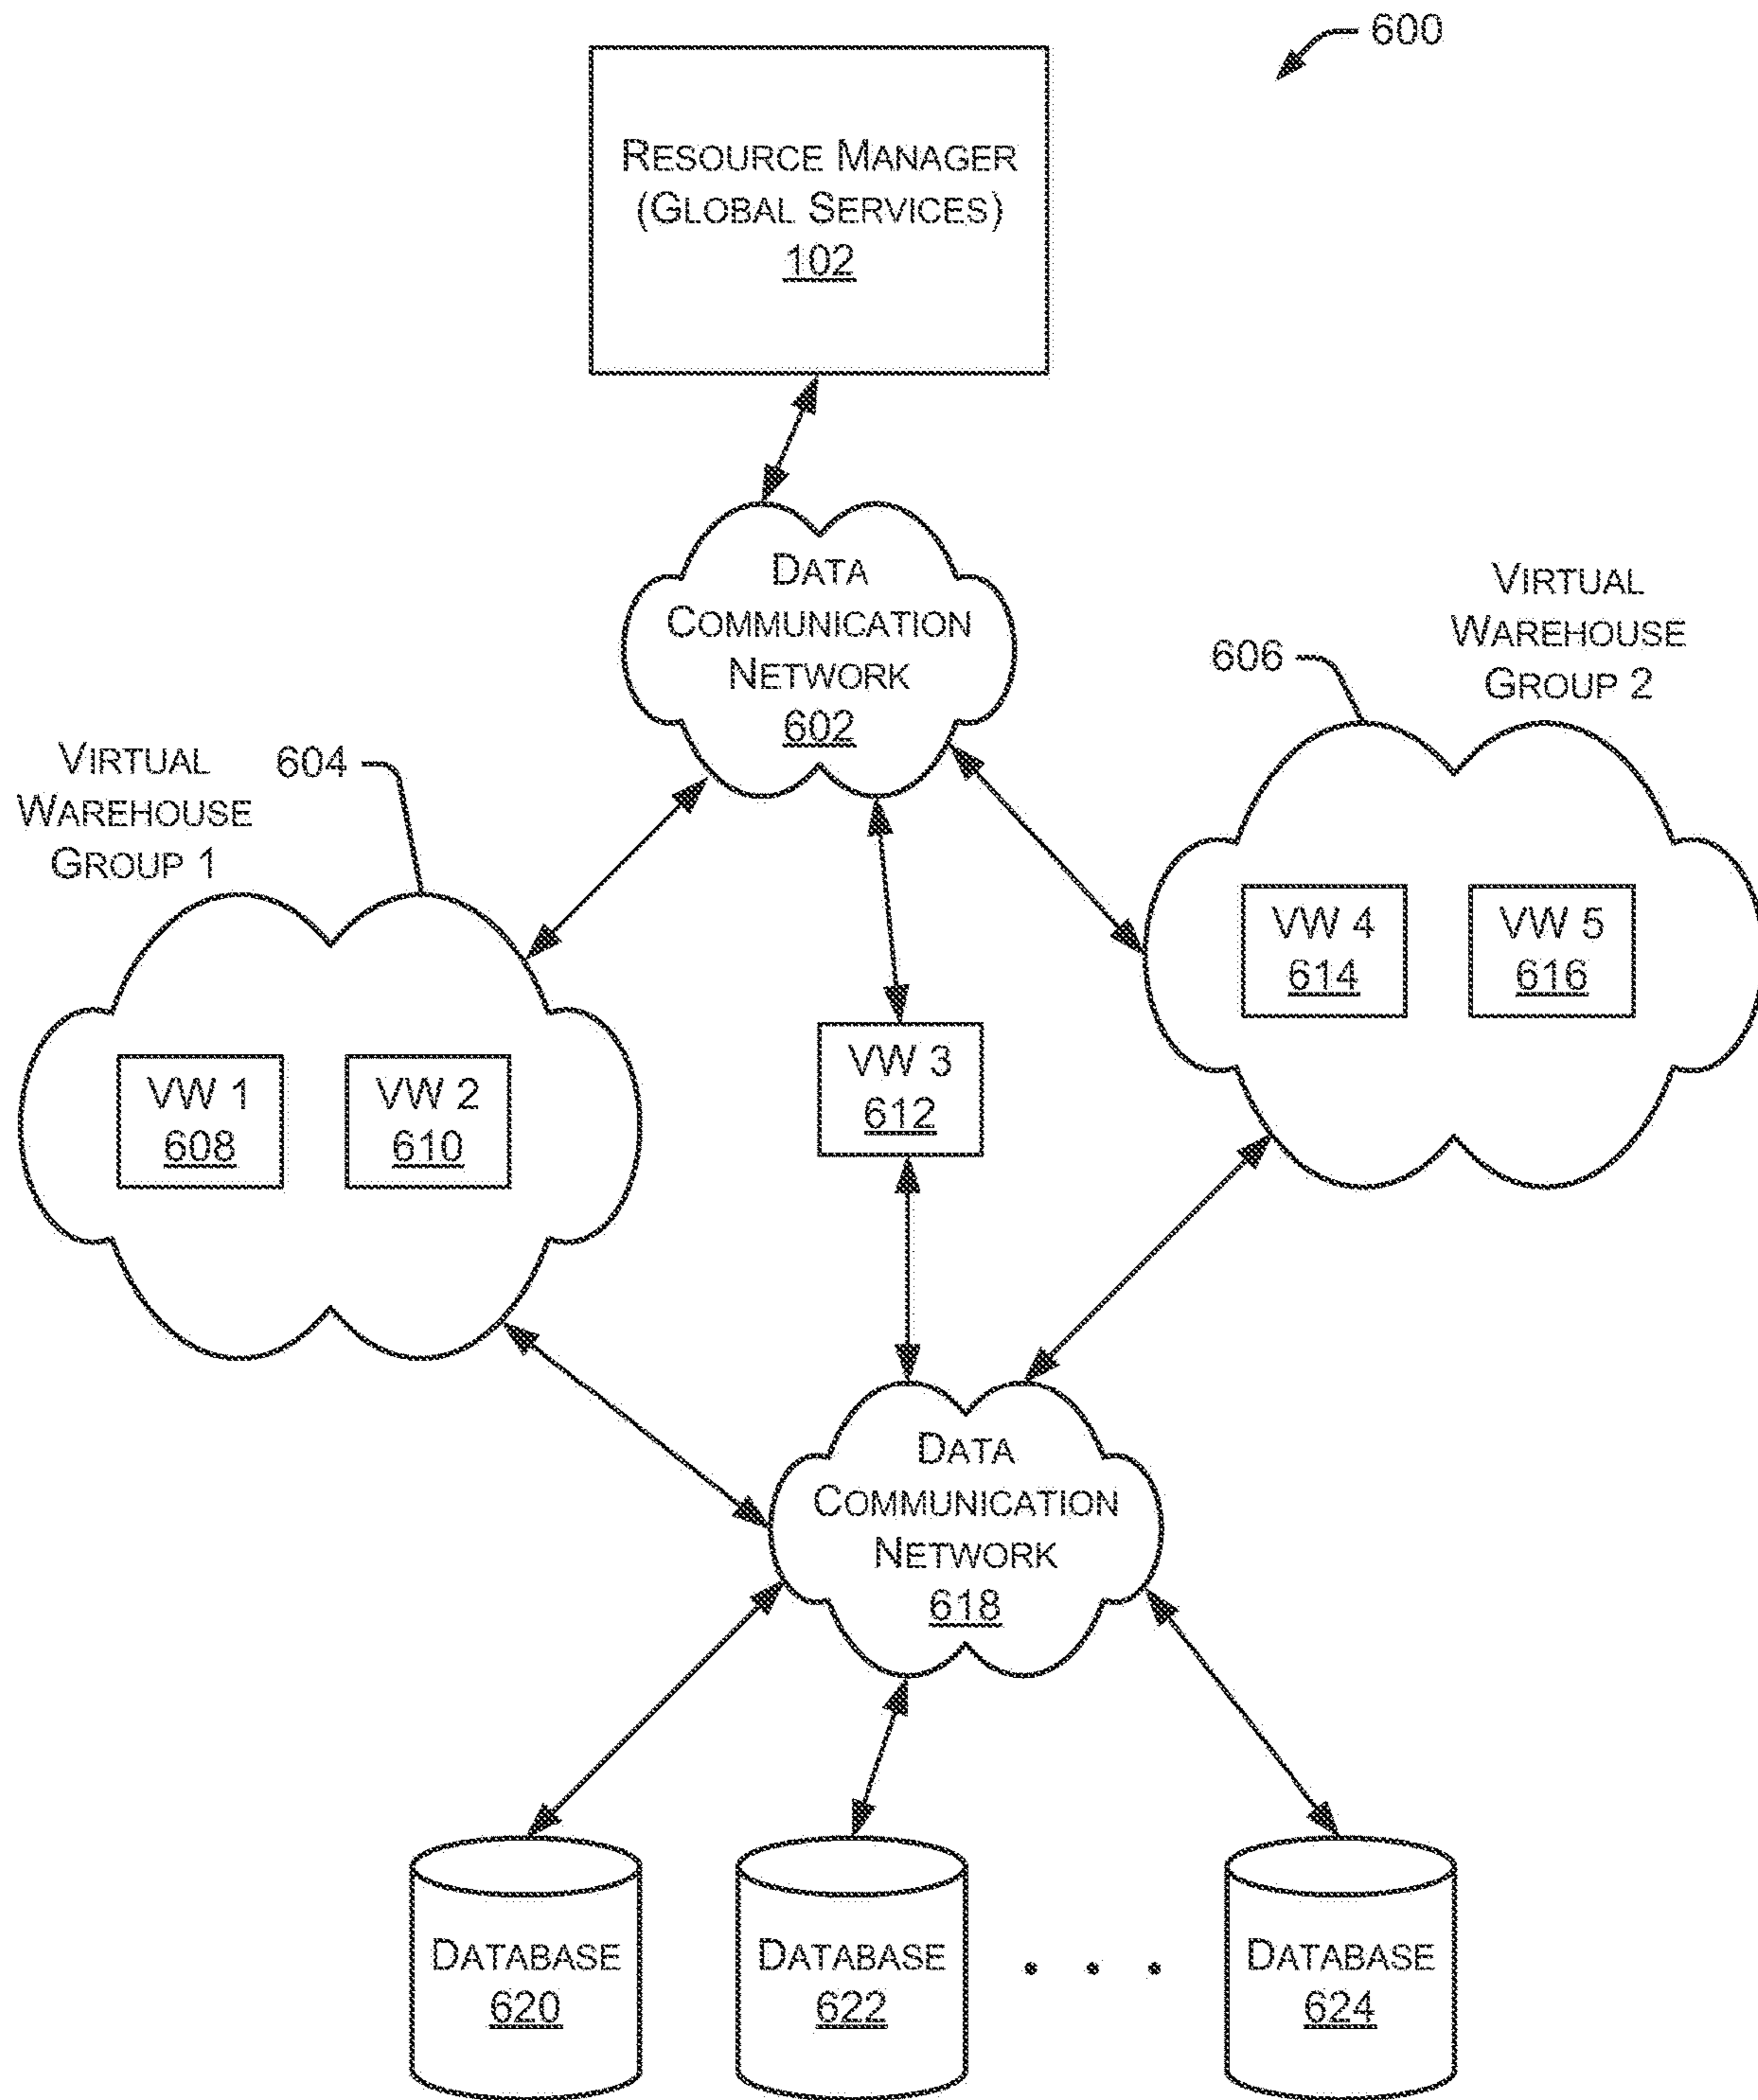 600
RESOURCE MANAGER
(GLOBAL SERVICES)
102
DATA
COMMUNICATION
NETWORK
602
VIRTUAL
WAREHOUSE
GROUP 2
606
VIRTUAL
WAREHOUSE
GROUP 1
604
VW 4
614
VW 5
616
VW 3
612
VW 1
608
VW 2
610
DATA
COMMUNICATION
NETWORK
618
DATABASE
620
DATABASE
622
. . .
DATABASE
624